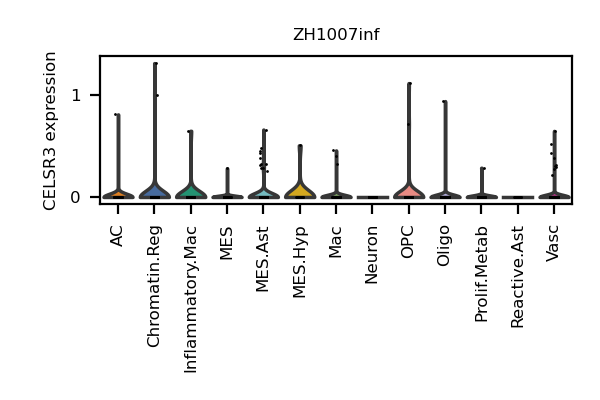 ZH1007inf
CELSR3 expression
1
0
AC
Chromatin.Reg
Inflammatory.Mac
MES
MES.Ast
MES.Hyp
Mac
Neuron
OPC
Oligo
Prolif.Metab
Reactive.Ast
Vasc